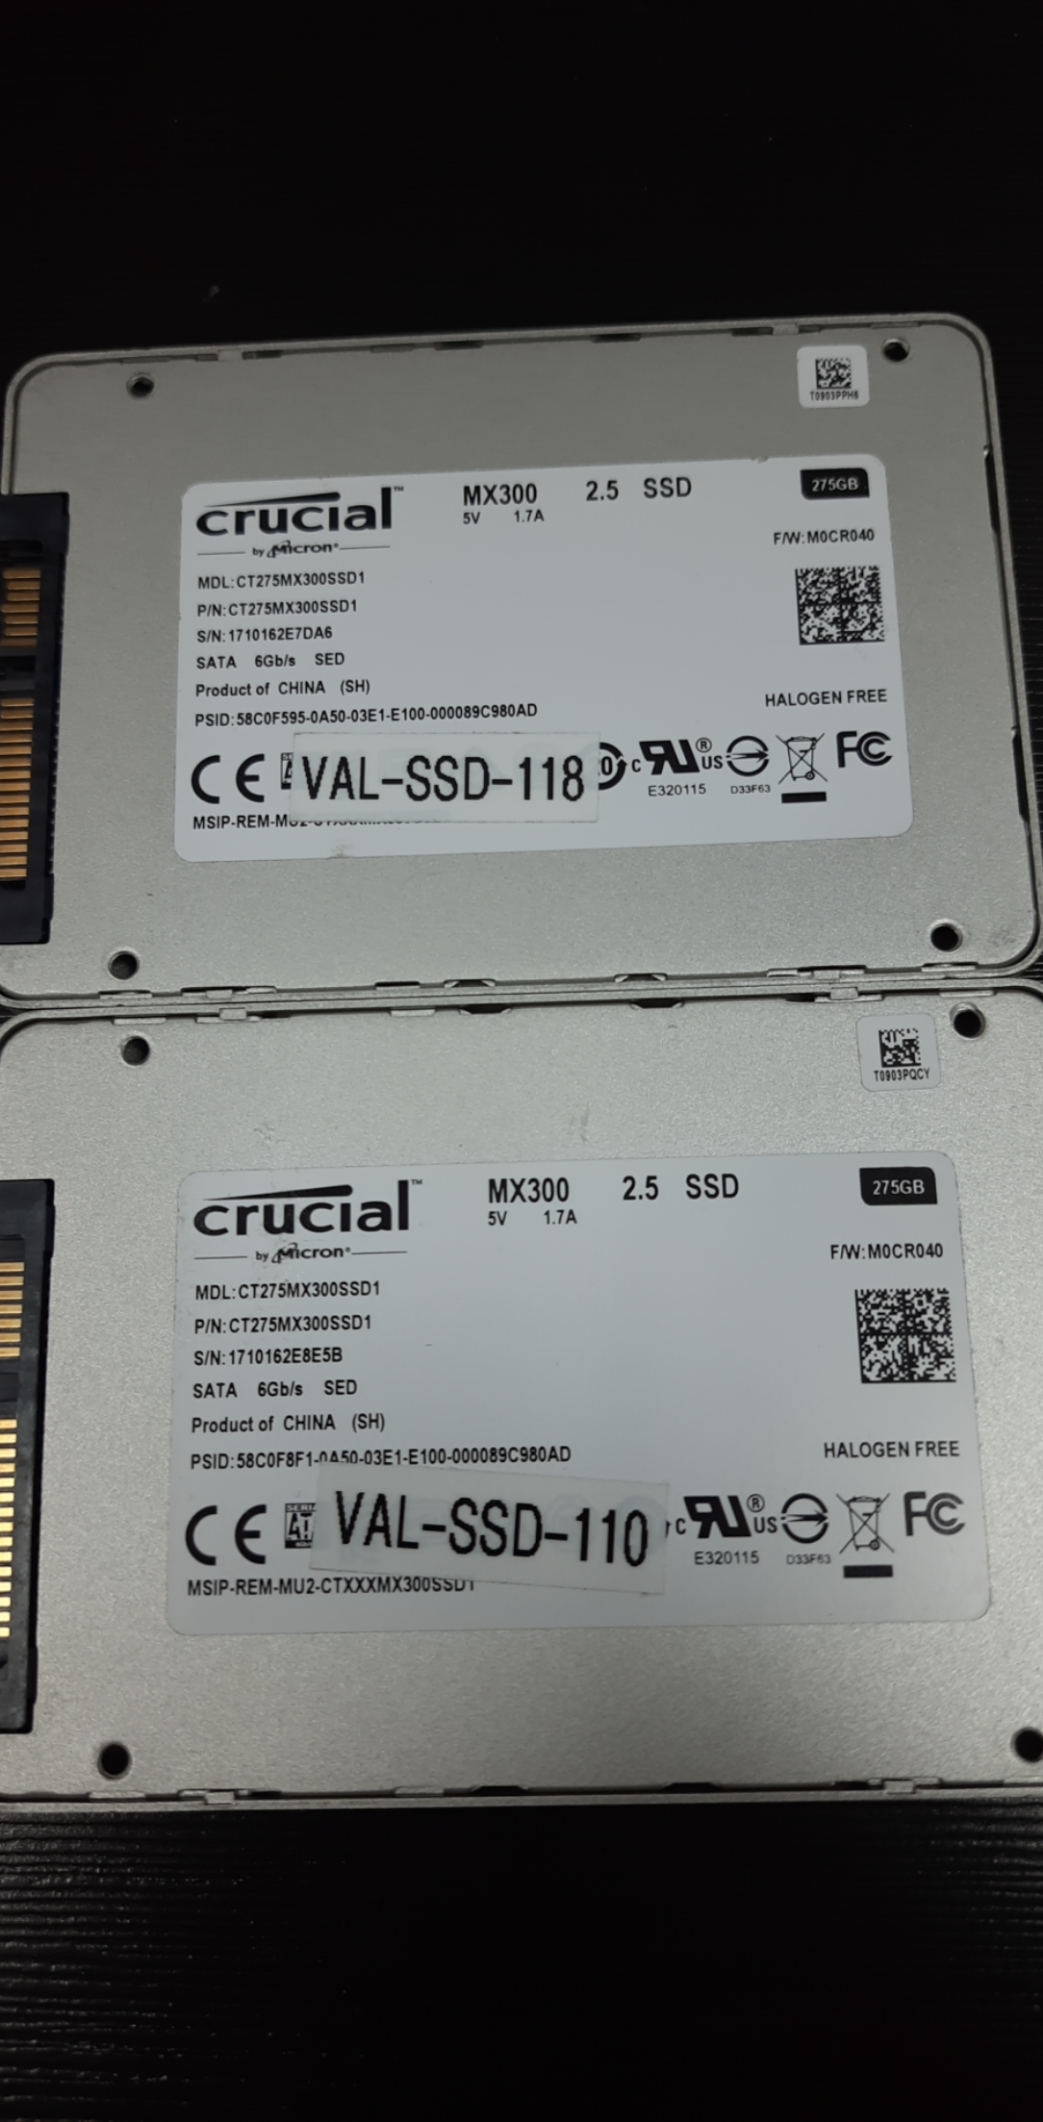 T0903PPH8
crucial™ MX300 2.5 SSD 275GB
5V 1.7A
by Micron®
F/W:M0CR040
MDL:CT275MX300SSD1
P/N:CT275MX300SSD1
S/N:1710162E7DA6
SATA 6Gb/s SED
Product of CHINA (SH)
HALOGEN FREE
PSID:58C0F595-0A50-03E1-E100-000089C980AD
CE VAL-SSD-118 c RU ® US FC
E320115 D33F63
MSIP-REM-MU2-
T0903PQCY
crucial™ MX300 2.5 SSD 275GB
5V 1.7A
by Micron®
F/W:M0CR040
MDL:CT275MX300SSD1
P/N:CT275MX300SSD1
S/N:1710162E8E5B
SATA 6Gb/s SED
Product of CHINA (SH)
HALOGEN FREE
PSID:58C0F8F1-0A50-03E1-E100-000089C980AD
CE VAL-SSD-110 c RU ® US FC
E320115 D33F63
MSIP-REM-MU2-CTXXXMX300SSD1